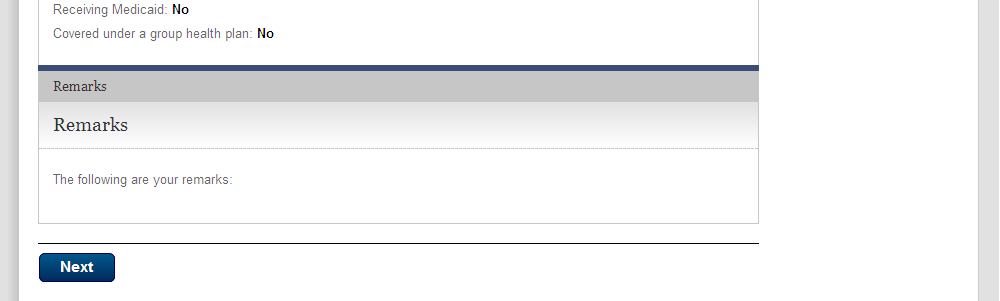 Receiving Medicaid: No
Covered under a group health plan: No
Remarks
Remarks
The following are your remarks:
Next